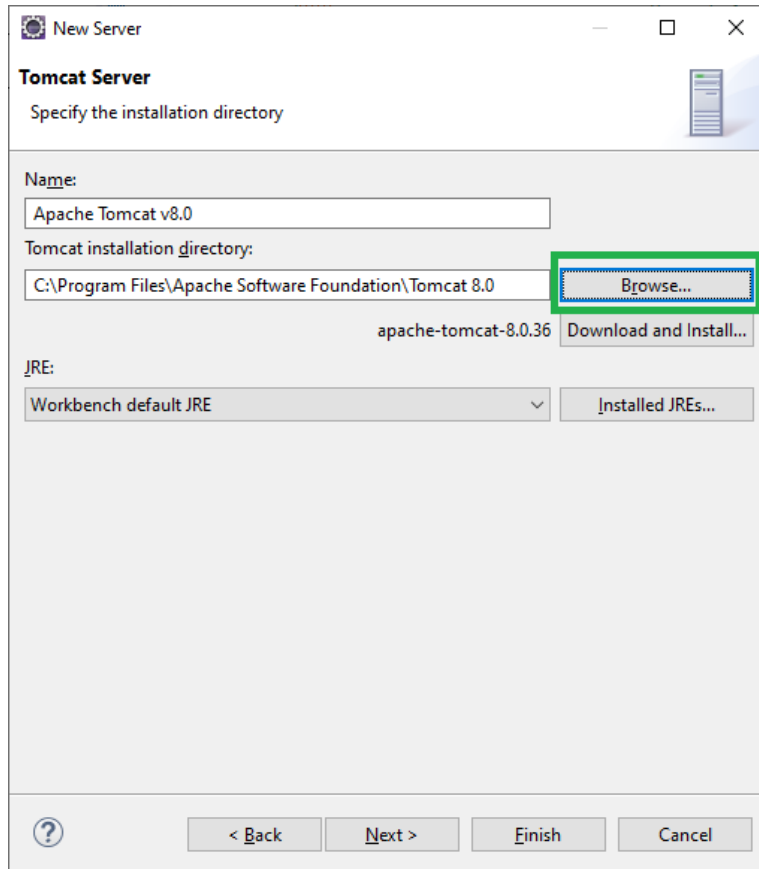 New Server
Tomcat Server
Specify the installation directory
Name:
Apache Tomcat v8.0
Tomcat installation directory:
C:\Program Files\Apache Software Foundation\Tomcat 8.0 Browse...
apache-tomcat-8.0.36 Download and Install...
JRE:
Workbench default JRE Installed JREs...
? < Back Next > Finish Cancel